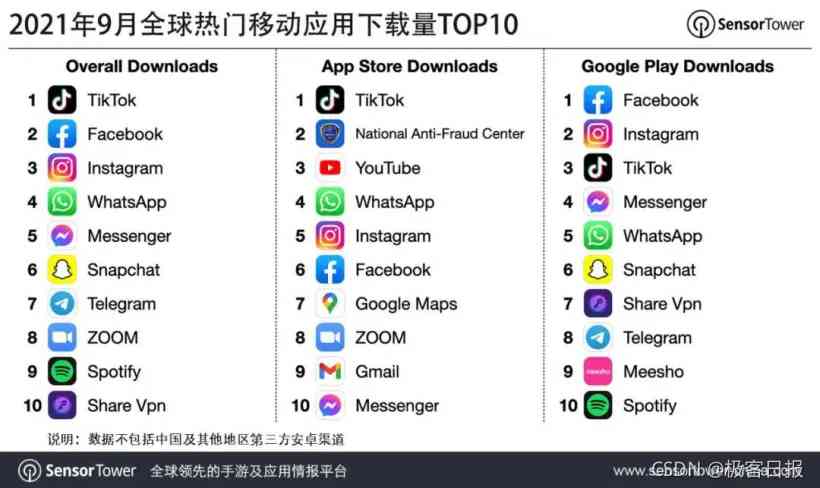 2021年9月全球热门移动应用下载量TOP10
SensorTower
Overall Downloads
1 TikTok
2 Facebook
3 Instagram
4 WhatsApp
5 Messenger
6 Snapchat
7 Telegram
8 ZOOM
9 Spotify
10 Share Vpn
App Store Downloads
1 TikTok
2 National Anti-Fraud Center
3 YouTube
4 WhatsApp
5 Instagram
6 Facebook
7 Google Maps
8 ZOOM
9 Gmail
10 Messenger
Google Play Downloads
1 Facebook
2 Instagram
3 TikTok
4 Messenger
5 WhatsApp
6 Snapchat
7 Share Vpn
8 Telegram
9 meesho Meesho
10 Spotify
说明：数据不包括中国及其他地区第三方安卓渠道
SensorTower 全球领先的手游及应用情报平台
CSDN @极客日报